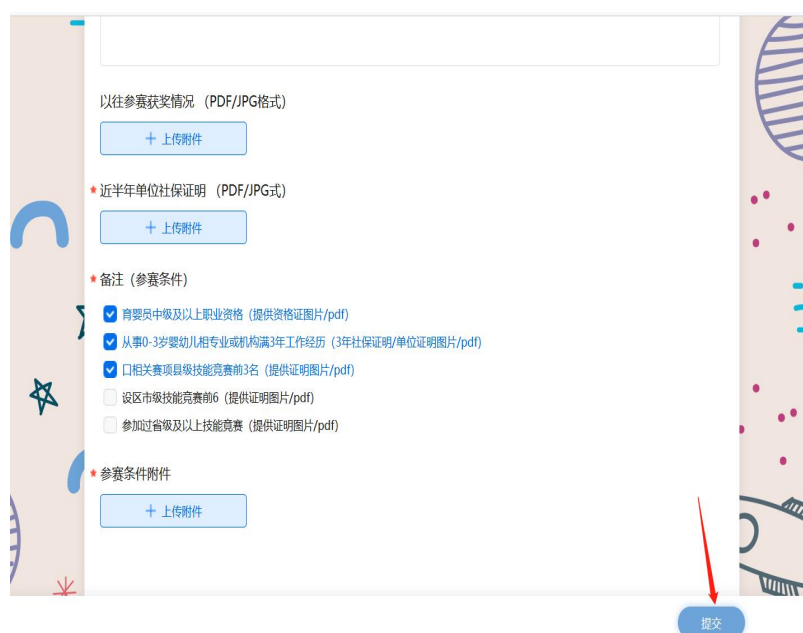 以往参赛获奖情况 （PDF/JPG格式）
+ 上传附件
* 近半年单位社保证明 （PDF/JPG式）
+ 上传附件
* 备注（参赛条件）
育婴员中级及以上职业资格（提供资格证图片/pdf）
从事0-3岁婴幼儿相专业或机构满3年工作经历（3年社保证明/单位证明图片/pdf）
口相关赛项县级技能竞赛前3名（提供证明图片/pdf）
设区市级技能竞赛前6（提供证明图片/pdf）
参加过省级及以上技能竟赛（提供证明图片/pdf）
* 参赛条件附件
+ 上传附件
提交